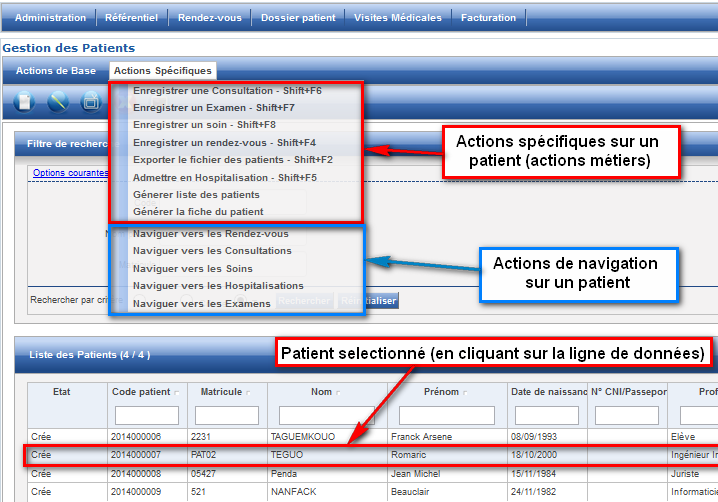 Administration Référentiel Rendez-vous Dossier patient Visites Médicales Facturation
Gestion des Patients
Actions de Base Actions Spécifiques
Enregistrer une Consultation - Shift+F6
Enregistrer un Examen - Shift+F7
Enregistrer un soin - Shift+F8
Filtre de recherche Enregistrer un rendez-vous - Shift+F4
Exporter le fichier des patients - Shift+F2
Options courantes Admettre en Hospitalisation - Shift+F5
Génerer liste des patients
Générer la fiche du patient
Actions spécifiques sur un
patient (actions métiers)
Naviguer vers les Rendez-vous
Naviguer vers les Consultations
Naviguer vers les Soins
Naviguer vers les Hospitalisations
Naviguer vers les Examens
Actions de navigation
sur un patient
Rechercher par Rechercher Réinitialiser
Liste des Patients (4 / 4 )
Patient selectionné (en cliquant sur la ligne de données)
Etat Code patient Matricule Nom Prénom Date de naissanc N° CNI/Passepor Prof
Crée 2014000006 2231 TAGUEMKOUO Franck Arsene 08/09/1993 Elève
Crée 2014000007 PAT02 TEGUO Romaric 18/10/2000 Ingénieur In
Crée 2014000008 05427 Penda Jean Michel 15/11/1984 Juriste
Crée 2014000009 521 NANFACK Beauclair 24/11/1982 Informaticie